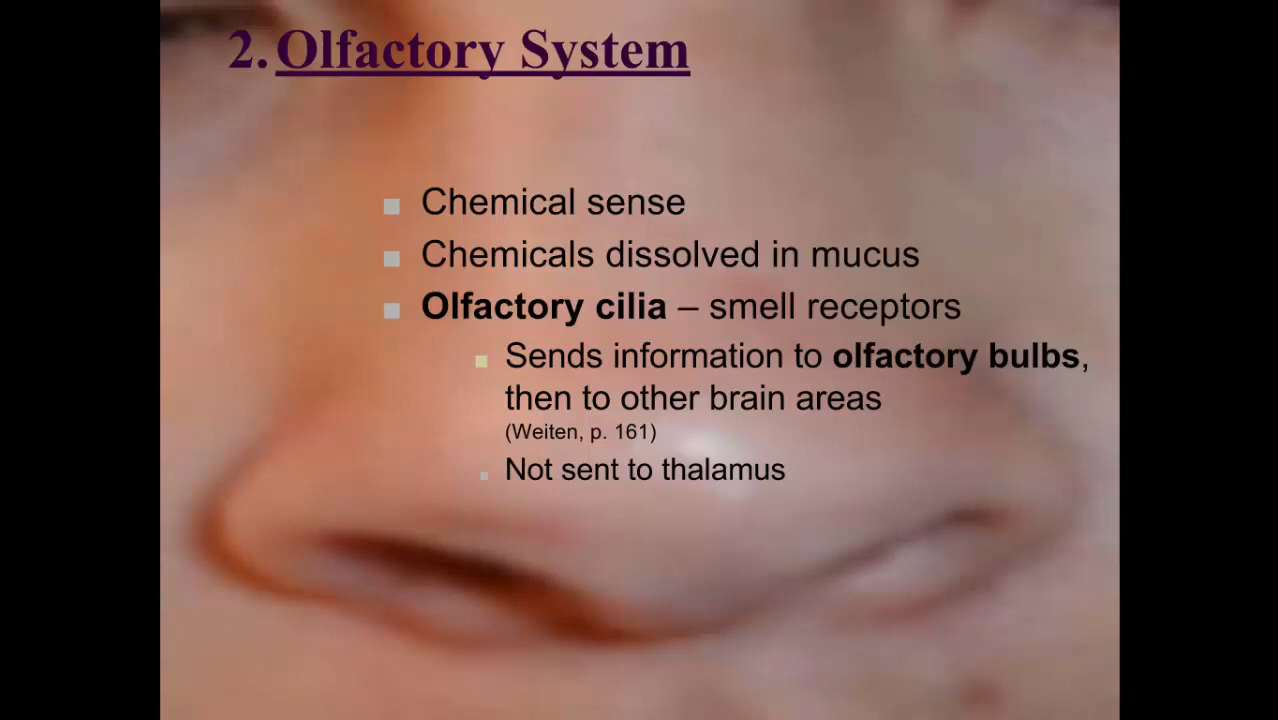 2. Olfactory System
Chemical sense
Chemicals dissolved in mucus
Olfactory cilia – smell receptors
Sends information to olfactory bulbs,
then to other brain areas
(Weiten, p. 161)
Not sent to thalamus